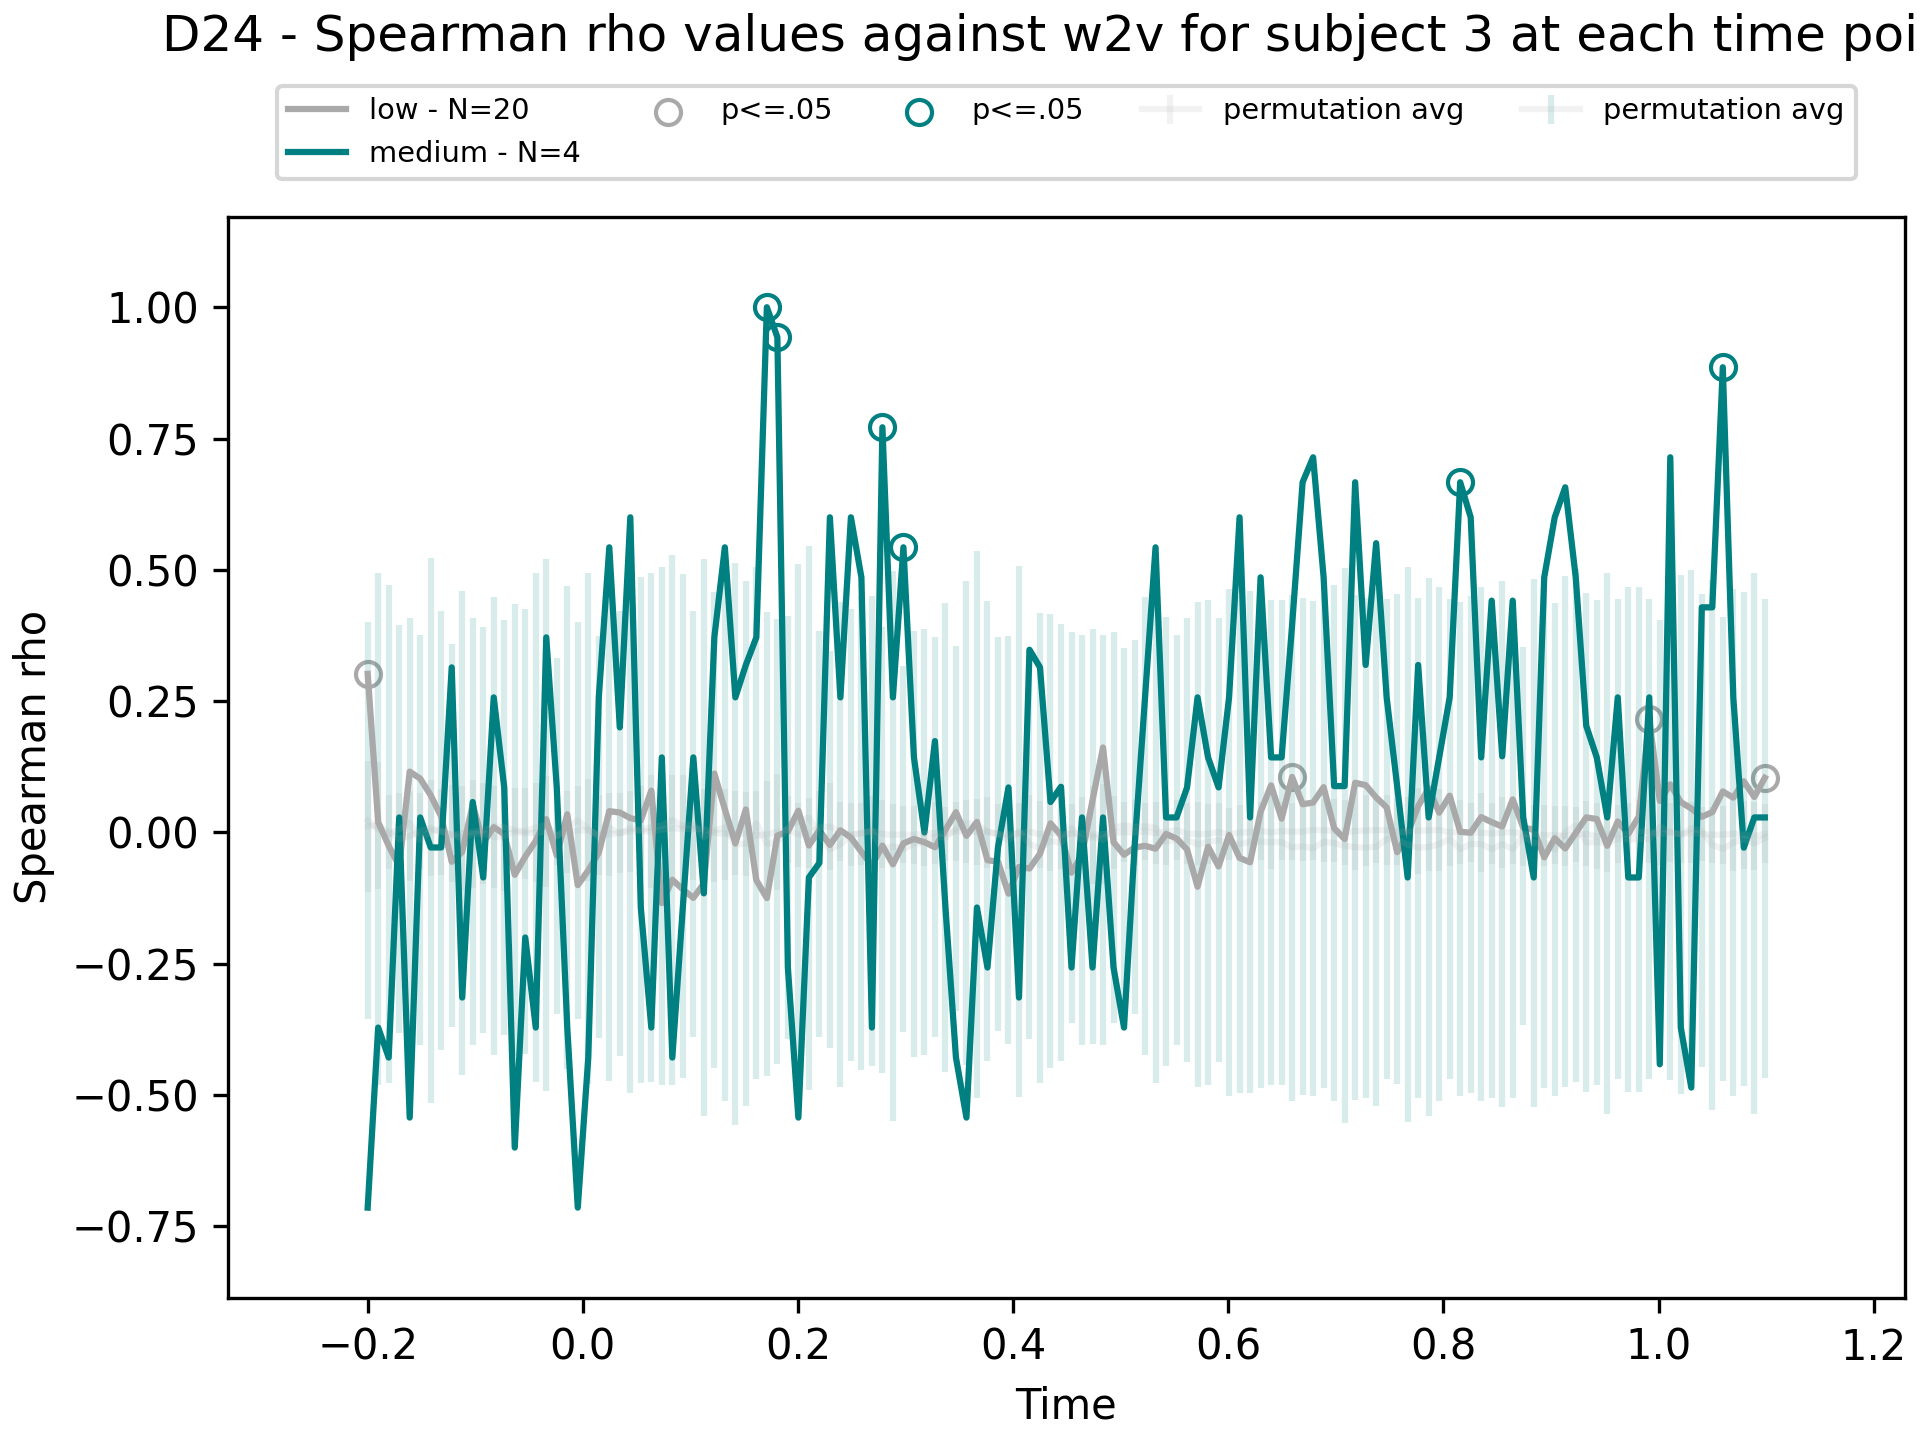 D24 - Spearman rho values against w2v for subject 3 at each time poi
low - N=20
p<=.05
p<=.05
permutation avg
permutation avg
medium - N=4
Spearman rho
1.00
0.75
0.50
0.25
0.00
−0.25
−0.50
−0.75
−0.2
0.0
0.2
0.4
0.6
0.8
1.0
1.2
Time